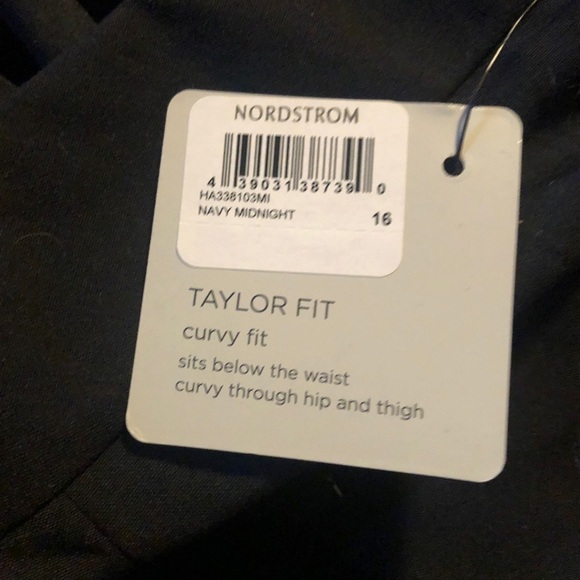 NORDSTROM
4 39031 38739 0
HA338103MI
NAVY MIDNIGHT 16
TAYLOR FIT
curvy fit
sits below the waist
curvy through hip and thigh